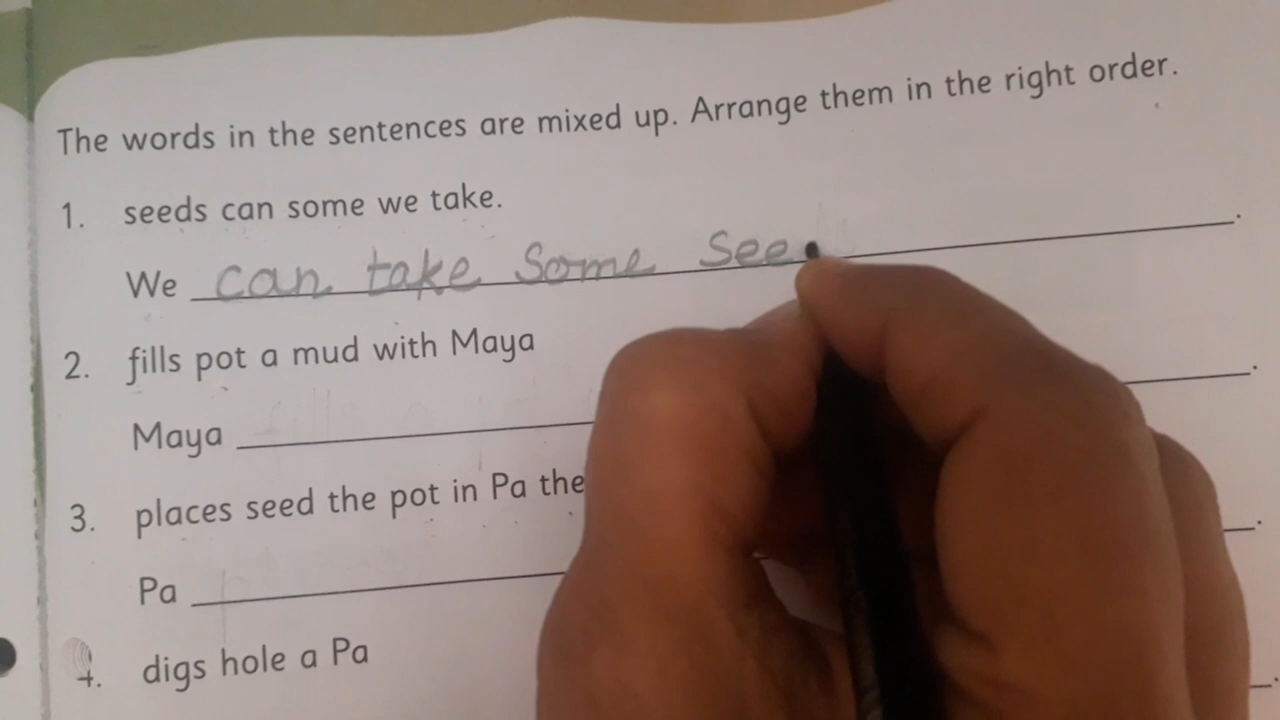 The words in the sentences are mixed up. Arrange them in the right order.
1. seeds can some we take.
We can take some see .
2. fills pot a mud with Maya
Maya .
3. places seed the pot in Pa the
Pa .
4. digs hole a Pa
.